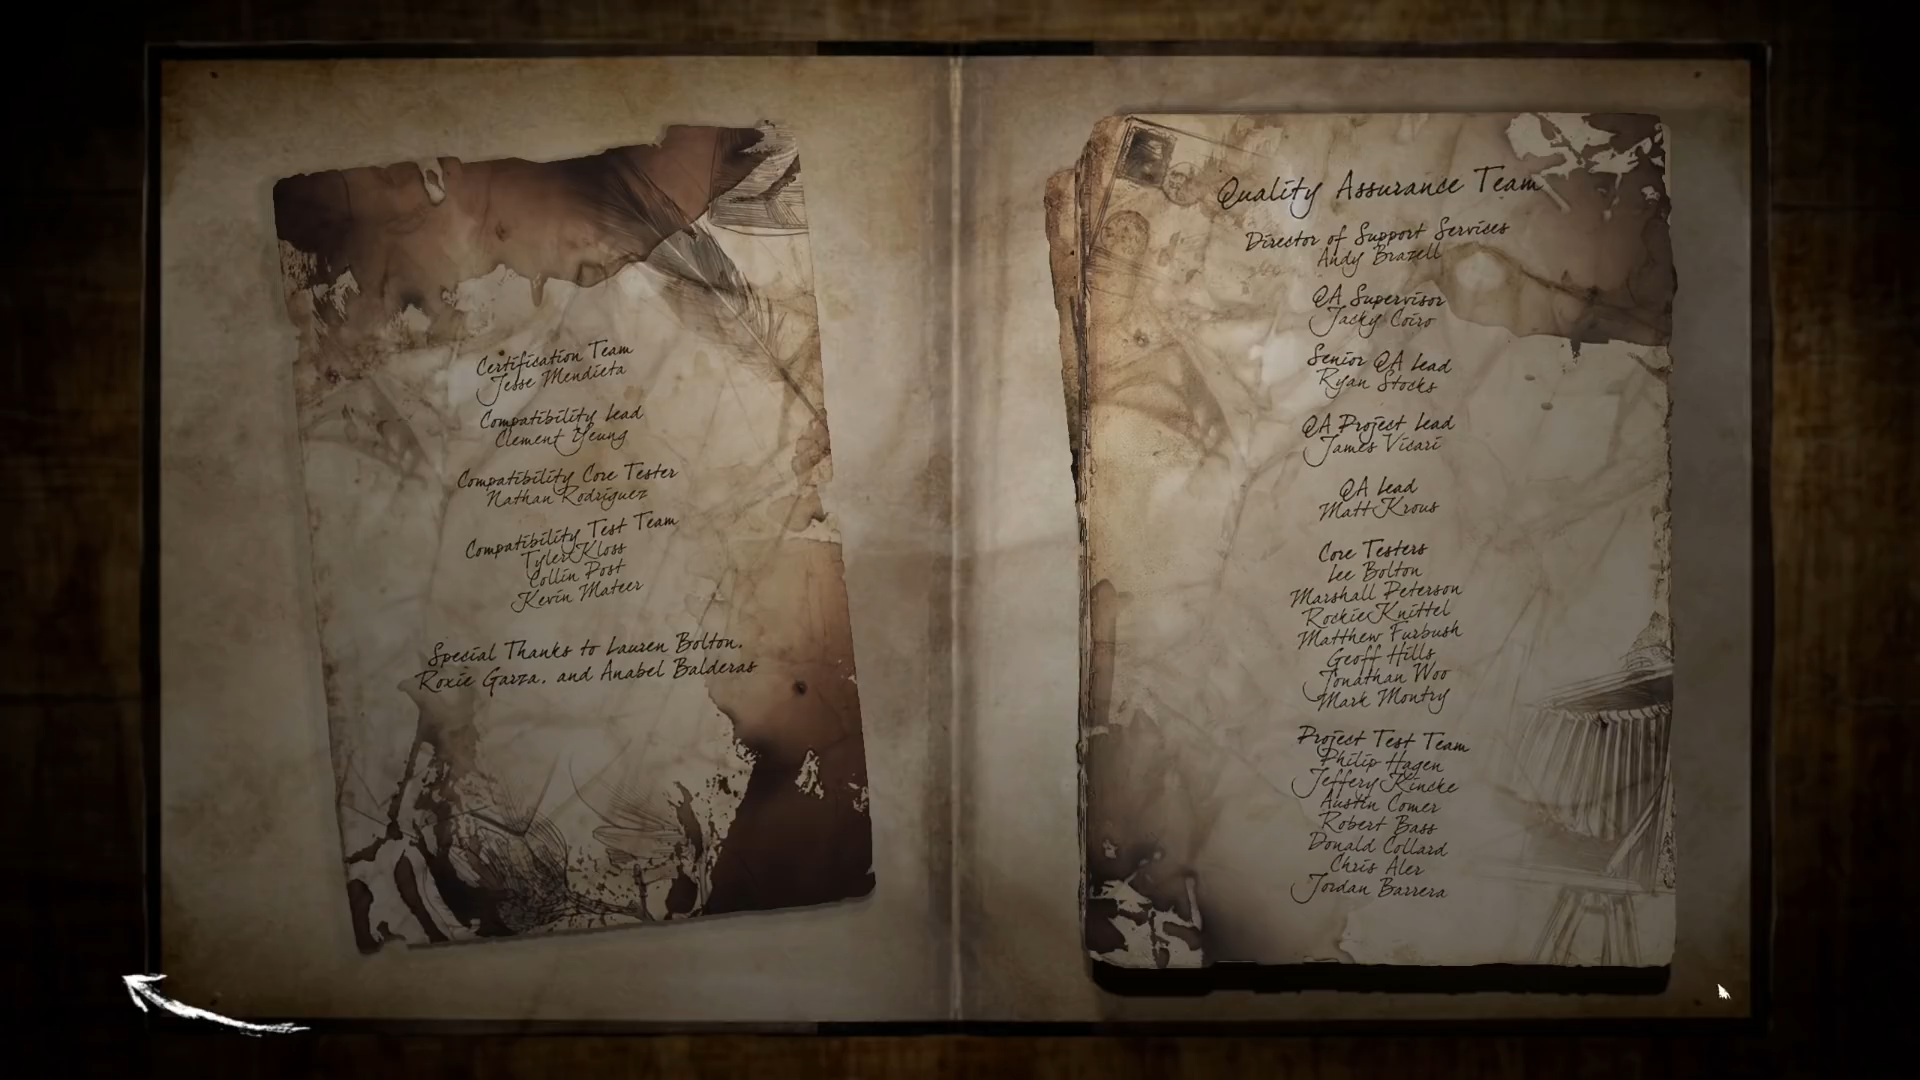 Certification Team
Jesse Mendieta
Compatibility Lead
Clement Yeung
Compatibility Core Tester
Nathan Rodriguez
Compatibility Test Team
Tyler Kloss
Collin Post
Kevin Mateer
Special Thanks to Lauren Bolton,
Roxie Garza, and Anabel Balderas
Quality Assurance Team
Director of Support Services
Andy Brazell
QA Supervisor
Jacky Coiro
Senior QA Lead
Ryan Stocks
QA Project Lead
James Vicari
QA Lead
Matt Krous
Core Testers
Lee Bolton
Marshall Peterson
Rockie Knittel
Matthew Furbush
Geoff Hills
Jonathan Woo
Mark Montry
Project Test Team
Philip Hagen
Jeffery Kincke
Austin Comer
Robert Bass
Donald Collard
Chris Aler
Jordan Barrera